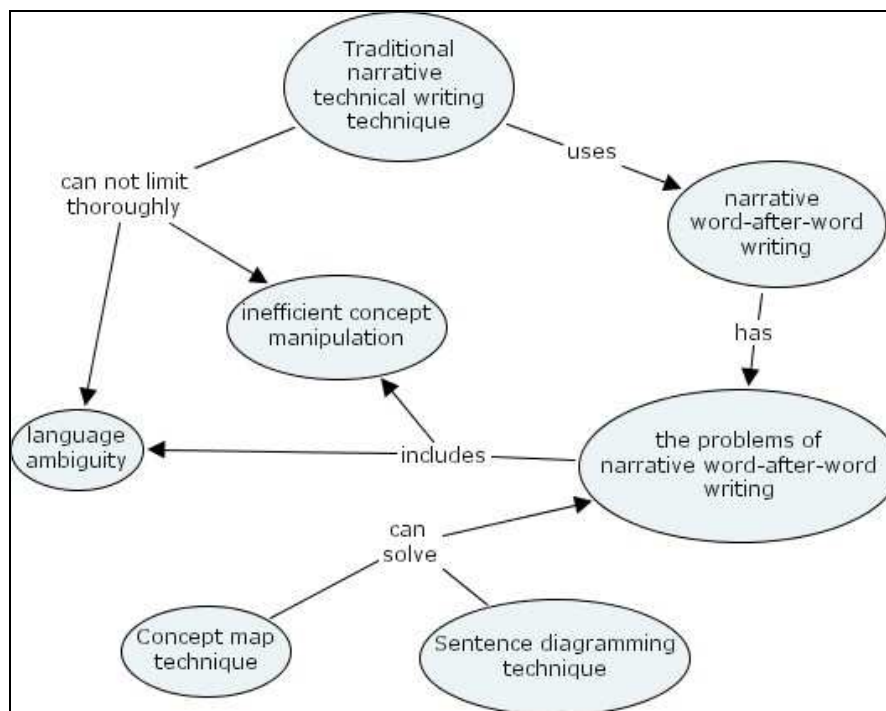 Traditional
narrative
technical writing
technique
uses
can not limit
thoroughly
narrative
word-after-word
writing
inefficient concept
manipulation
has
language
ambiguity
includes
the problems of
narrative word-after-word
writing
can
solve
Concept map
technique
Sentence diagramming
technique